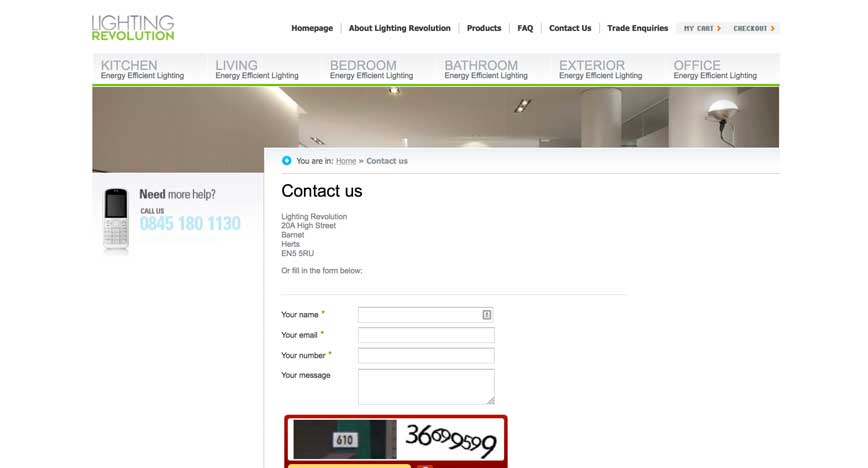 LIGHTING
REVOLUTION
Homepage About Lighting Revolution Products FAQ Contact Us Trade Enquiries MY CART CHECKOUT
KITCHEN LIVING BEDROOM BATHROOM EXTERIOR OFFICE
Energy Efficient Lighting Energy Efficient Lighting Energy Efficient Lighting Energy Efficient Lighting Energy Efficient Lighting Energy Efficient Lighting
You are in: Home » Contact us
Need more help?
CALL US
0845 180 1130
Contact us
Lighting Revolution
20A High Street
Barnet
Herts
EN5 5RU
Or fill in the form below:
Your name *
Your email *
Your number *
Your message
610 36699599